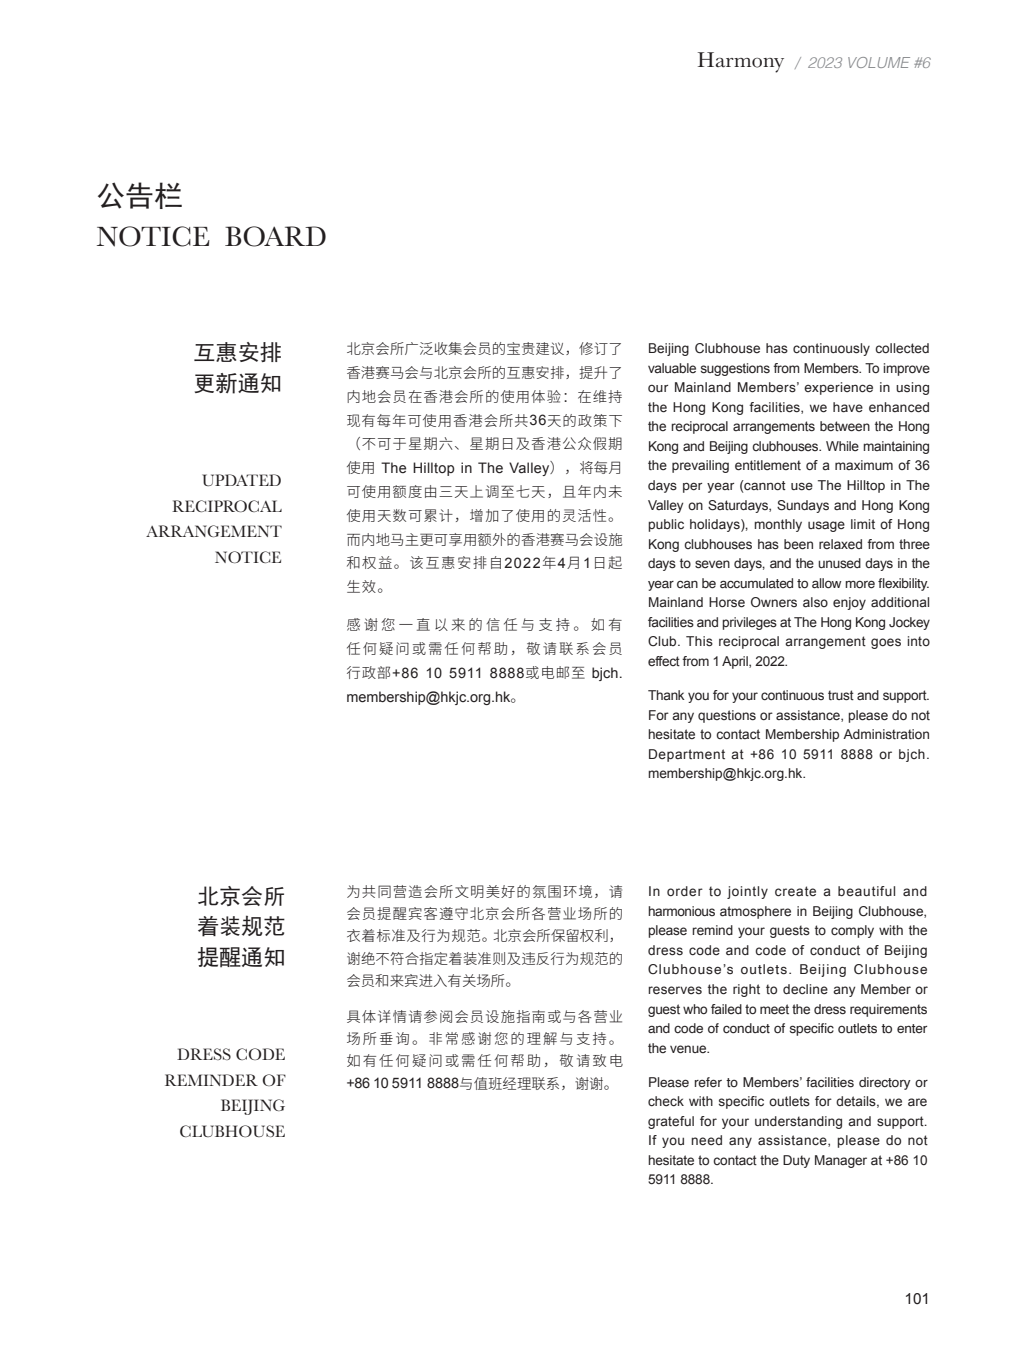 Harmony / 2023 VOLUME #6
公告栏
NOTICE BOARD
互惠安排
更新通知
UPDATED
RECIPROCAL
ARRANGEMENT
NOTICE
北京会所广泛收集会员的宝贵建议，修订了
香港赛马会与北京会所的互惠安排，提升了
内地会员在香港会所的使用体验：在维持
现有每年可使用香港会所共36天的政策下
（不可于星期六、星期日及香港公众假期
使用 The Hilltop in The Valley），将每月
可使用额度由三天上调至七天，且年内未
使用天数可累计，增加了使用的灵活性。
而内地马主更可享用额外的香港赛马会设施
和权益。该互惠安排自2022年4月1日起
生效。
感谢您一直以来的信任与支持。如有
任何疑问或需任何帮助，敬请联系会员
行政部+86 10 5911 8888或电邮至 bjch.
membership@hkjc.org.hk。
Beijing Clubhouse has continuously collected
valuable suggestions from Members. To improve
our Mainland Members’ experience in using
the Hong Kong facilities, we have enhanced
the reciprocal arrangements between the Hong
Kong and Beijing clubhouses. While maintaining
the prevailing entitlement of a maximum of 36
days per year (cannot use The Hilltop in The
Valley on Saturdays, Sundays and Hong Kong
public holidays), monthly usage limit of Hong
Kong clubhouses has been relaxed from three
days to seven days, and the unused days in the
year can be accumulated to allow more flexibility.
Mainland Horse Owners also enjoy additional
facilities and privileges at The Hong Kong Jockey
Club. This reciprocal arrangement goes into
effect from 1 April, 2022.
Thank you for your continuous trust and support.
For any questions or assistance, please do not
hesitate to contact Membership Administration
Department at +86 10 5911 8888 or bjch.
membership@hkjc.org.hk.
北京会所
着装规范
提醒通知
DRESS CODE
REMINDER OF
BEIJING
CLUBHOUSE
为共同营造会所文明美好的氛围环境，请
会员提醒宾客遵守北京会所各营业场所的
衣着标准及行为规范。北京会所保留权利，
谢绝不符合指定着装准则及违反行为规范的
会员和来宾进入有关场所。
具体详情请参阅会员设施指南或与各营业
场所垂询。非常感谢您的理解与支持。
如有任何疑问或需任何帮助，敬请致电
+86 10 5911 8888与值班经理联系，谢谢。
In order to jointly create a beautiful and
harmonious atmosphere in Beijing Clubhouse,
please remind your guests to comply with the
dress code and code of conduct of Beijing
Clubhouse’s outlets. Beijing Clubhouse
reserves the right to decline any Member or
guest who failed to meet the dress requirements
and code of conduct of specific outlets to enter
the venue.
Please refer to Members’ facilities directory or
check with specific outlets for details, we are
grateful for your understanding and support.
If you need any assistance, please do not
hesitate to contact the Duty Manager at +86 10
5911 8888.
101